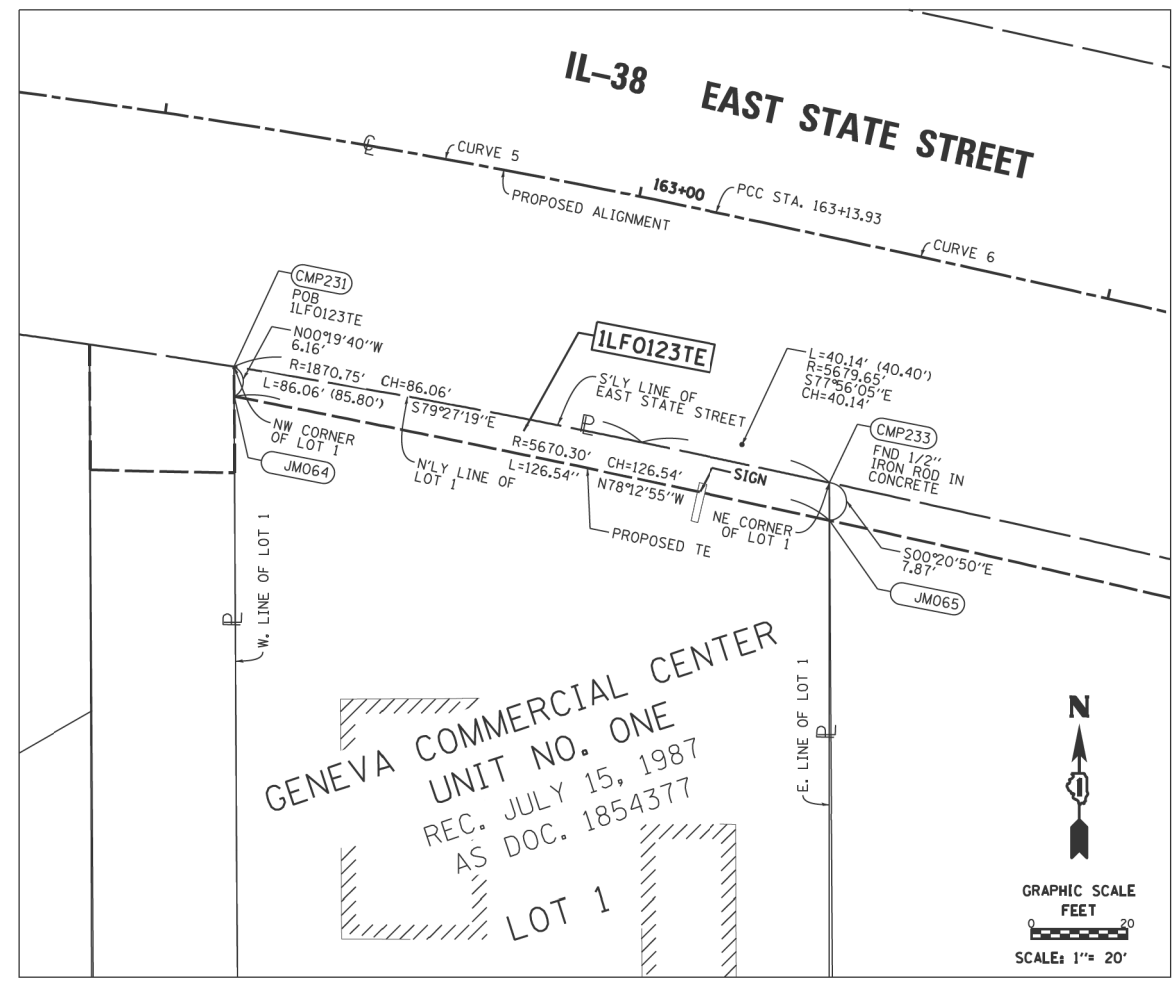 IL-38 EAST STATE STREET
℄
CURVE 5
PROPOSED ALIGNMENT
163+00
PCC STA. 163+13.93
CURVE 6
CMP231
POB
1LF0123TE
N00°19'40"W
6.16'
R=1870.75' CH=86.06'
L=86.06' (85.80') S79°27'19"E
NW CORNER
OF LOT 1
JM064
N'LY LINE OF
LOT 1
1LF0123TE
S'LY LINE OF
EAST STATE STREET
PL
R=5670.30' CH=126.54'
L=126.54" N78°12'55"W
PROPOSED TE
SIGN
L=40.14' (40.40')
R=5679.65'
S77°56'05"E
CH=40.14'
CMP233
FND 1/2"
IRON ROD IN
CONCRETE
NE CORNER
OF LOT 1
S00°20'50"E
7.87'
JM065
W. LINE OF LOT 1
PL
E. LINE OF LOT 1
PL
GENEVA COMMERCIAL CENTER
UNIT NO. ONE
REC. JULY 15, 1987
AS DOC. 1854377
LOT 1
N
1
GRAPHIC SCALE
FEET
0 20
SCALE: 1"= 20'